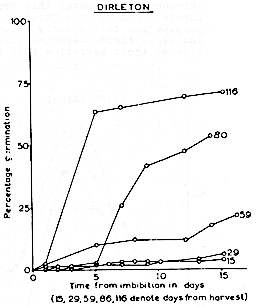 DIRLETON
100
75
50
25
0
Percentage germination
116
80
59
29
15
0 5 10 15
Time from imbibition in days
(15, 29, 59, 86, 116 denote days from harvest)